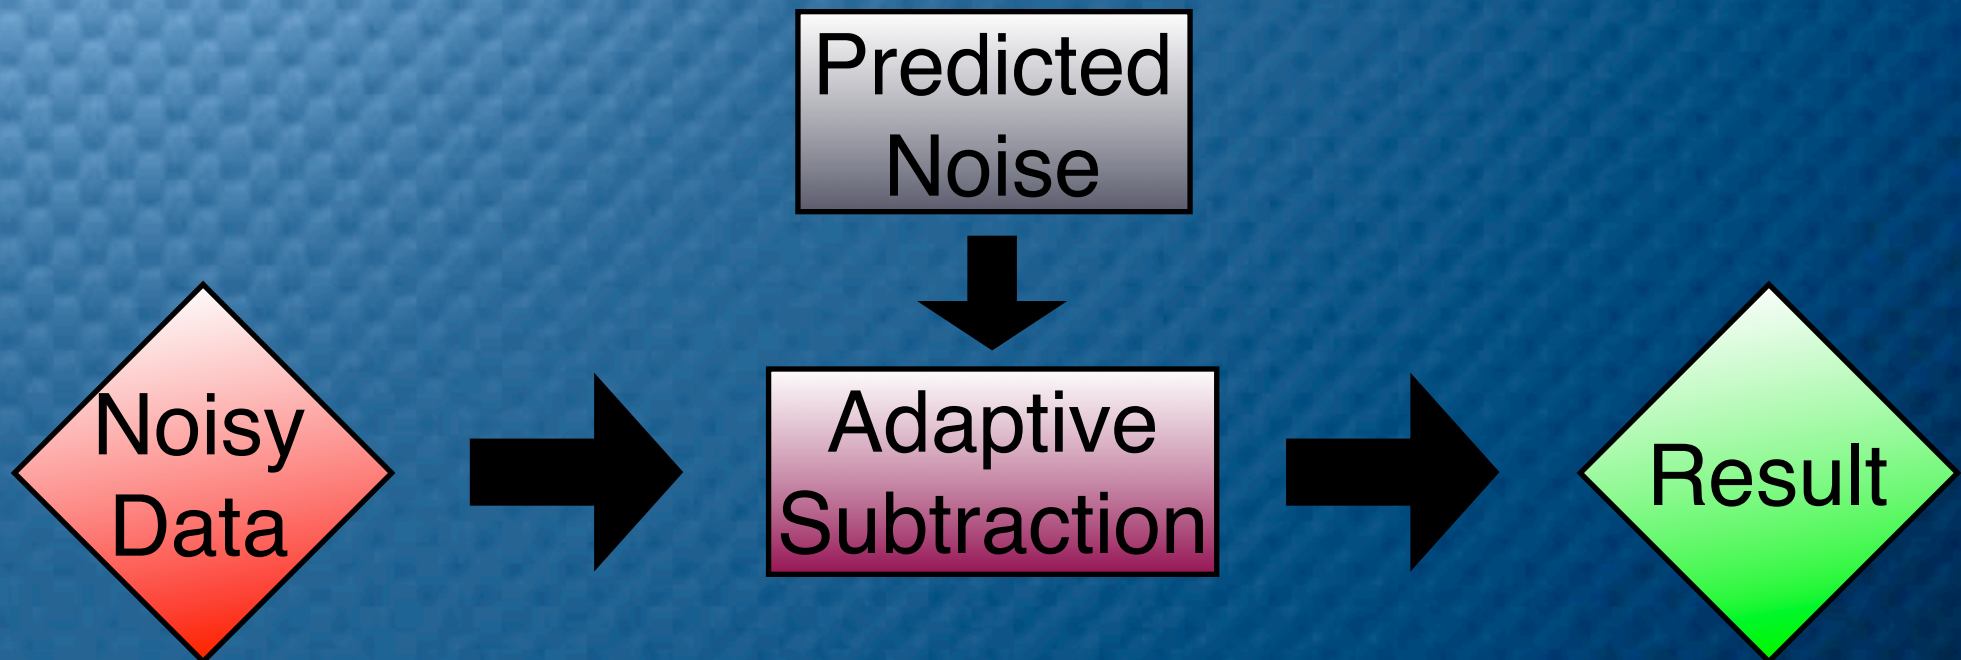 Predicted
Noise
Noisy
Data
Adaptive
Subtraction
Result